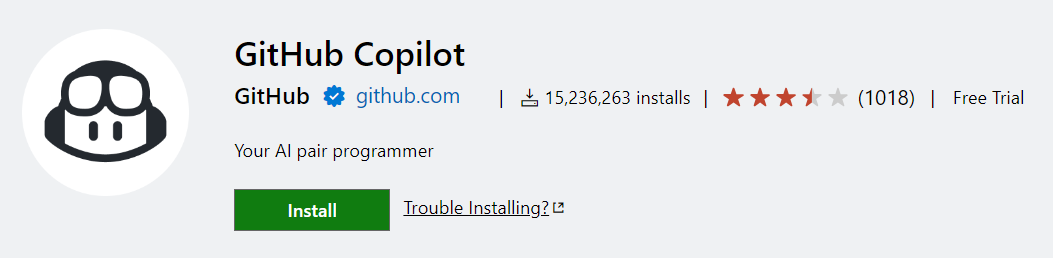 GitHub Copilot
GitHub github.com | 15,236,263 installs | (1018) | Free Trial
Your AI pair programmer
Install Trouble Installing?